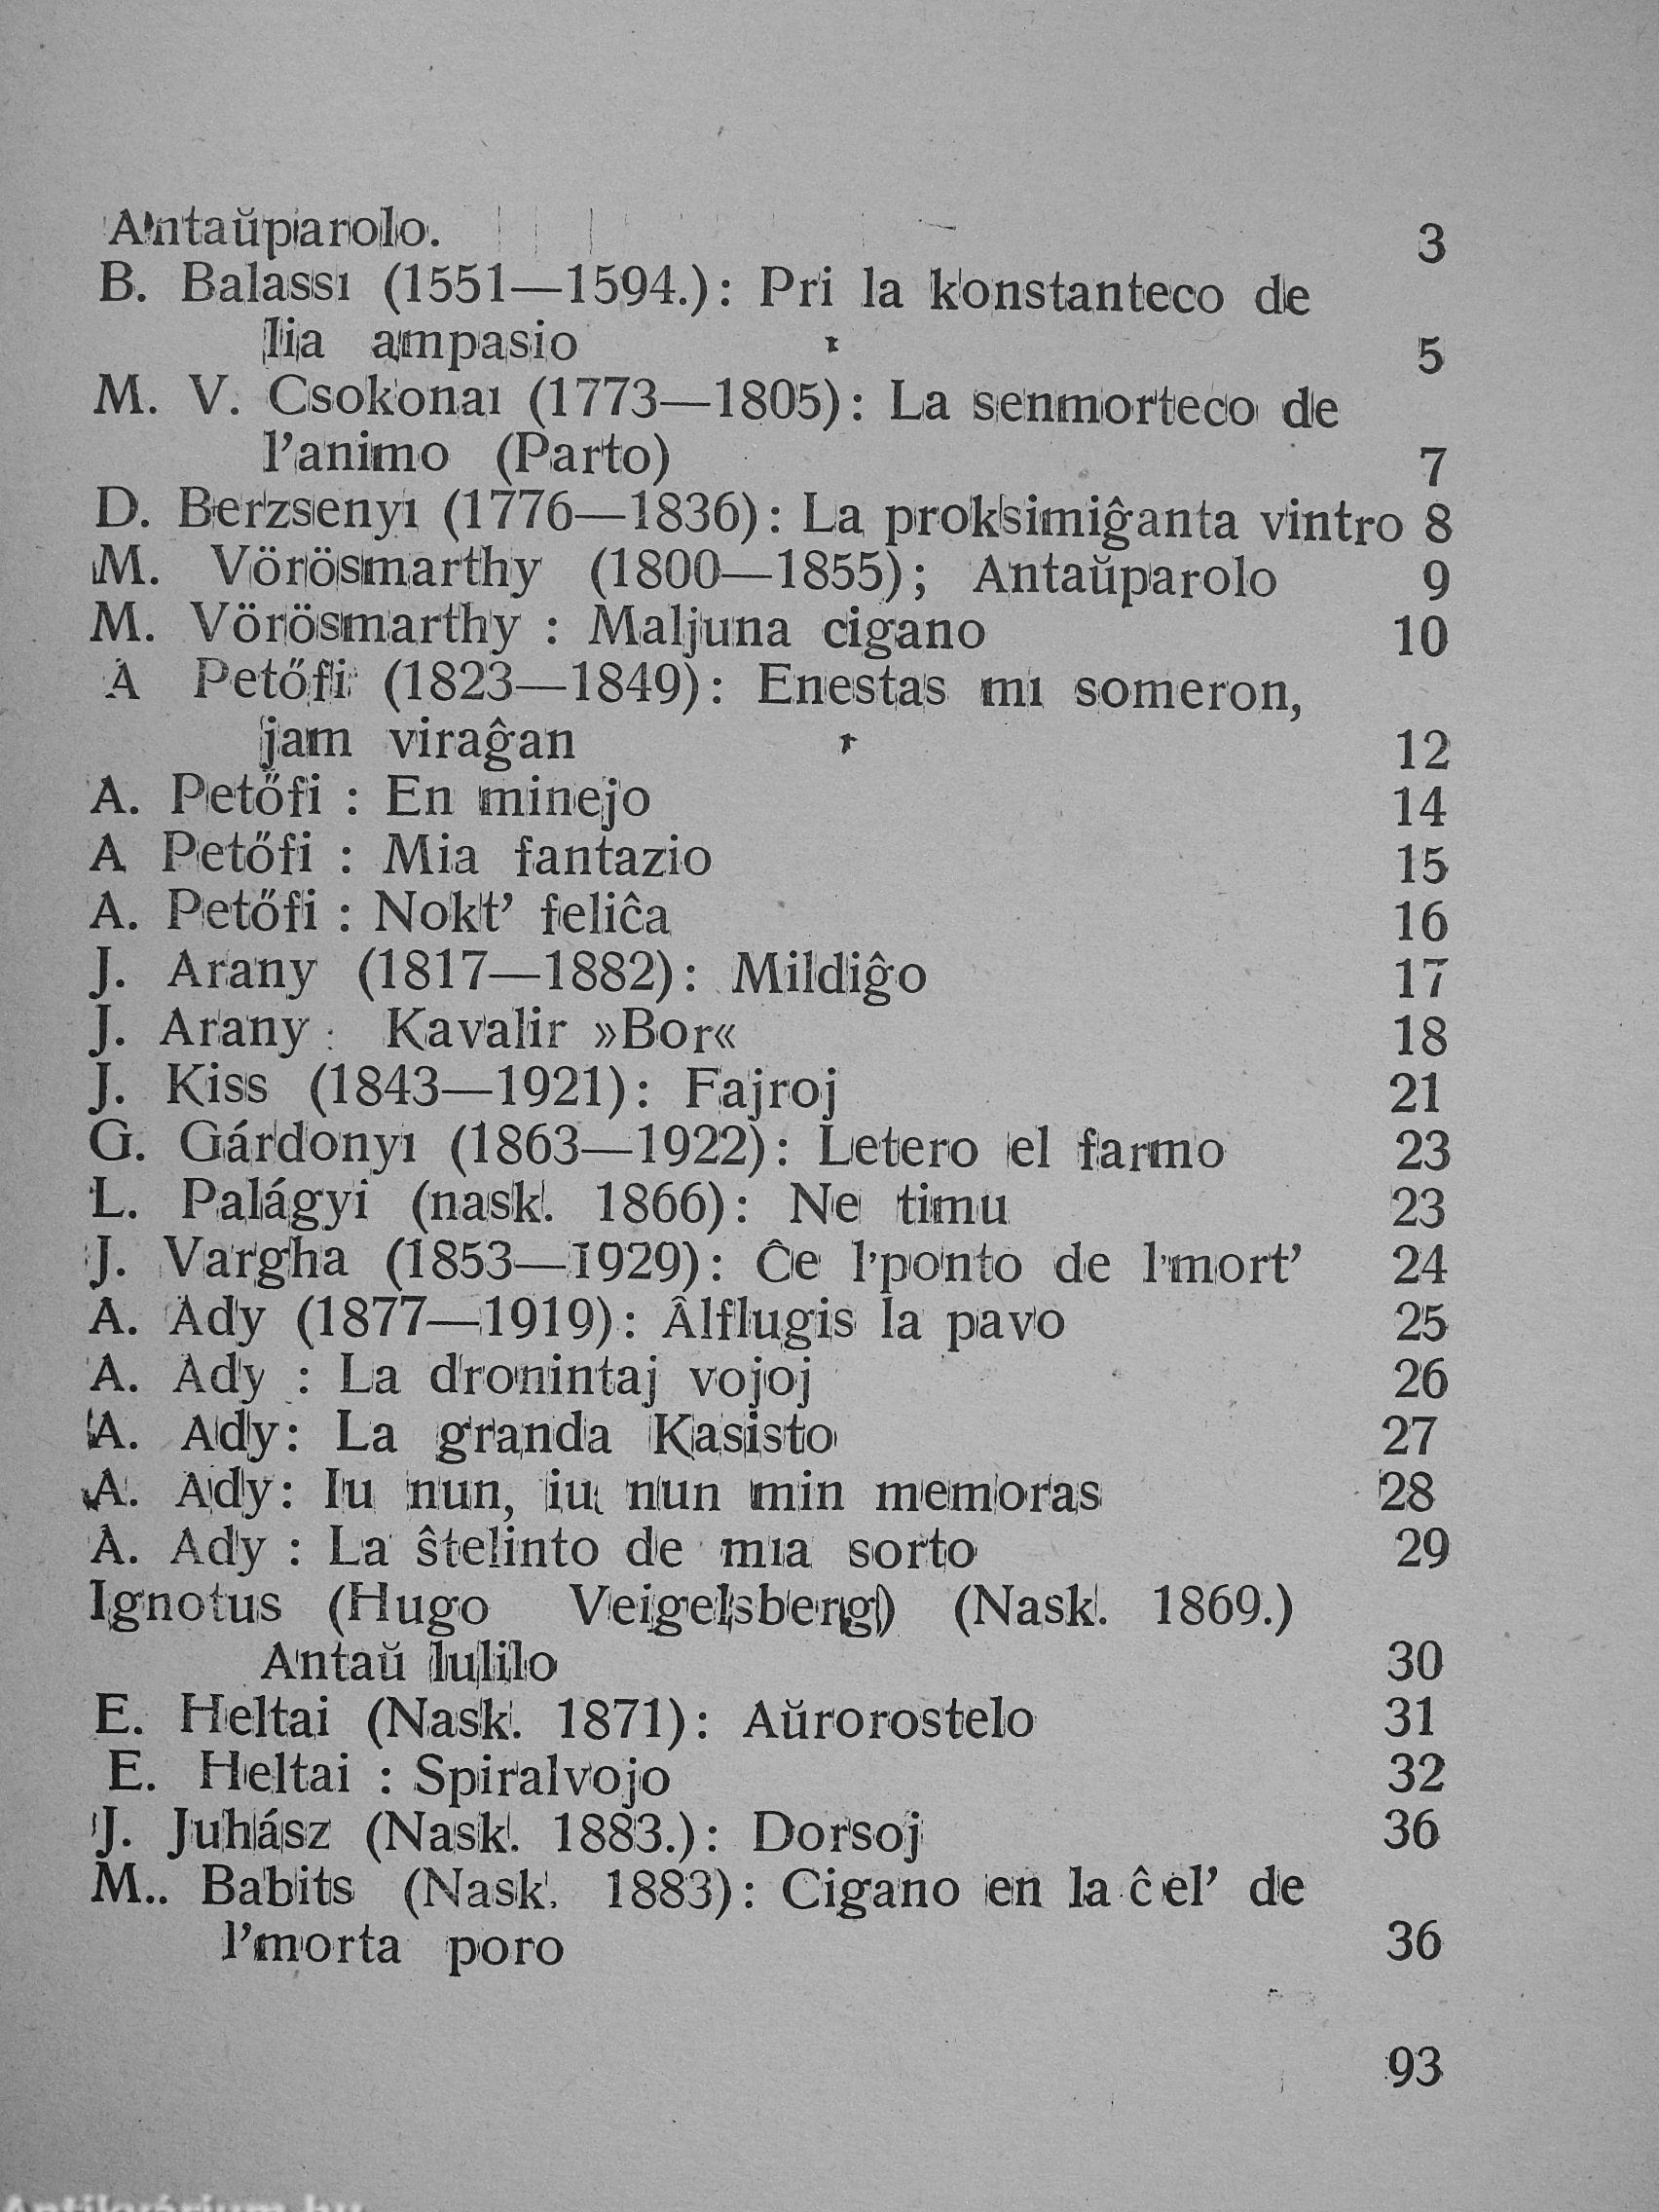 Antaŭparolo. 3
B. Balassi (1551—1594.): Pri la konstanteco de
lia ampasio 5
M. V. Csokonai (1773—1805): La senmorteco de
l'animo (Parto) 7
D. Berzsenyi (1776—1836): La proksimiĝanta vintro 8
M. Vörösmarthy (1800—1855); Antaŭparolo 9
M. Vörösmarthy : Maljuna cigano 10
A Petőfi (1823—1849): Enestas mi someron,
jam viraĝan 12
A. Petőfi : En minejo 14
A Petőfi : Mia fantazio 15
A. Petőfi : Nokt' feliĉa 16
J. Arany (1817—1882): Mildiĝo 17
J. Arany : Kavalir »Bor« 18
J. Kiss (1843—1921): Fajroj 21
G. Gárdonyi (1863—1922): Letero el farmo 23
L. Palágyi (nask. 1866): Ne timu 23
J. Vargha (1853—1929): Ĉe l'ponto de l'mort' 24
A. Ady (1877—1919): Âlflugis la pavo 25
A. Ady : La dronintaj vojoj 26
A. Ady: La granda Kasisto 27
A. Ady: Iu nun, iu nun min memoras 28
A. Ady : La ŝtelinto de mia sorto 29
Ignotus (Hugo Veigelsberg) (Nask. 1869.)
Antaŭ lulilo 30
E. Heltai (Nask. 1871): Aŭrorostelo 31
E. Heltai : Spiralvojo 32
J. Juhász (Nask. 1883.): Dorsoj 36
M.. Babits (Nask. 1883): Cigano en la ĉel' de
l'morta poro 36
93
Antikvárium.hu